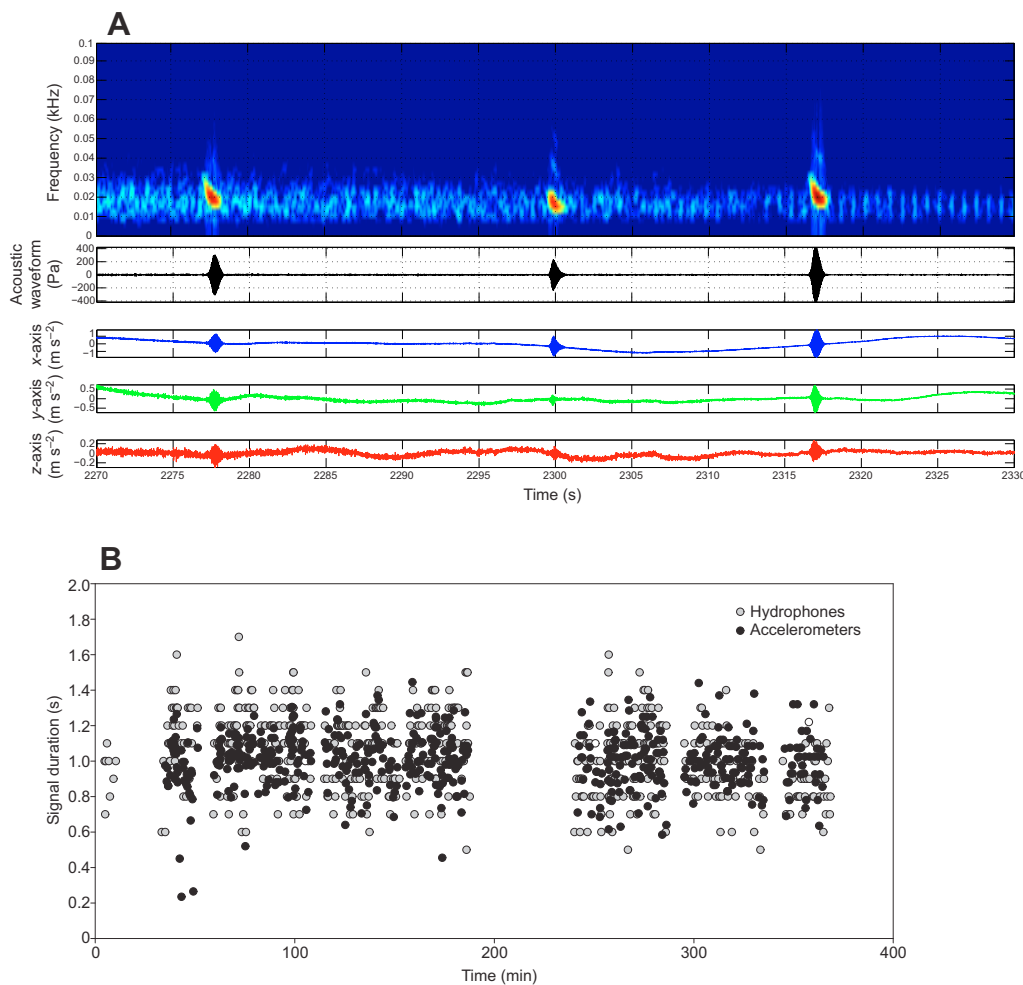 A
0.1
0.09
0.08
0.07
0.06
0.05
0.04
0.03
0.02
0.01
0
Frequency (kHz)
400
200
0
−200
−400
Acoustic
waveform
(Pa)
1
0
−1
x-axis
(m s−2)
0.5
0
−0.5
y-axis
(m s−2)
0.2
0
−0.2
z-axis
(m s−2)
2270 2275 2280 2285 2290 2295 2300 2305 2310 2315 2320 2325 2330
Time (s)
B
2.0
1.8
1.6
1.4
1.2
1.0
0.8
0.6
0.4
0.2
0
Signal duration (s)
Hydrophones
Accelerometers
0 100 200 300 400
Time (min)